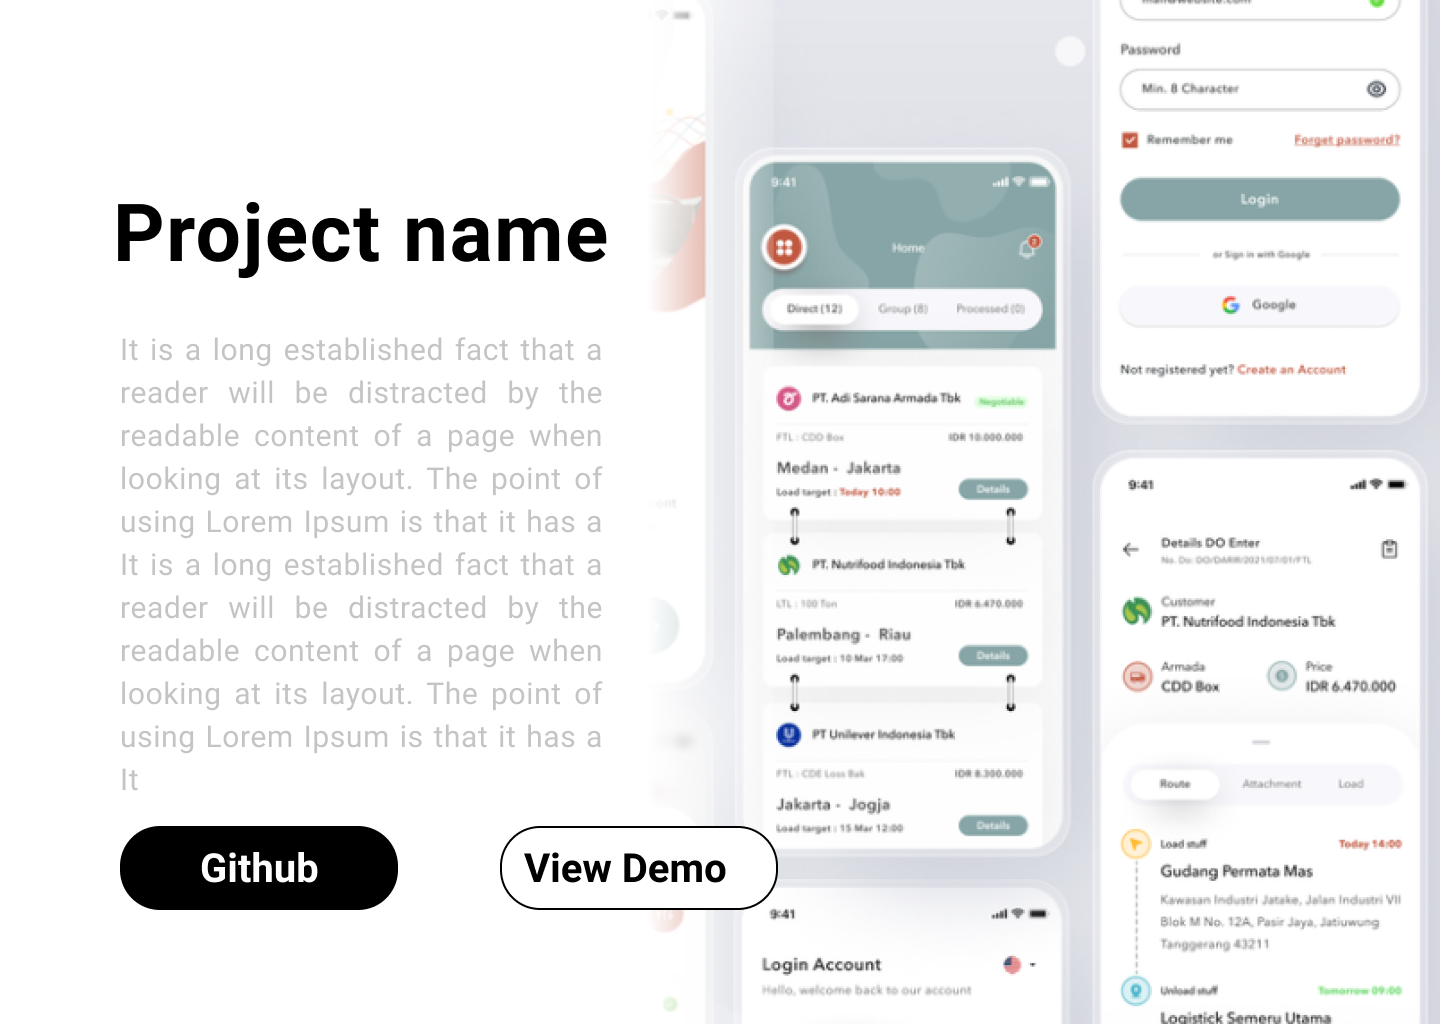 Project name
It is a long established fact that a
reader will be distracted by the
readable content of a page when
looking at its layout. The point of
using Lorem Ipsum is that it has a
It is a long established fact that a
reader will be distracted by the
readable content of a page when
looking at its layout. The point of
using Lorem Ipsum is that it has a
It
Github
View Demo
9:41
Home
2
Direct (12)
Group (8)
Processed (0)
PT. Adi Sarana Armada Tbk
Negotiable
FTL : CDD Box
IDR 10.000.000
Medan - Jakarta
Load target : Today 10:00
Details
PT. Nutrifood Indonesia Tbk
LTL : 100 Ton
IDR 6.470.000
Palembang - Riau
Load target : 10 Mar 17:00
Details
PT Unilever Indonesia Tbk
FTL : CDE Loss Bak
IDR 8.300.000
Jakarta - Jogja
Load target : 15 Mar 12:00
Details
9:41
Login Account
Hello, welcome back to our account
Password
Min. 8 Character
Remember me
Forget password?
Login
or Sign in with Google
Google
Not registered yet? Create an Account
9:41
Details DO Enter
No. Do: DO/DARW/2021/07/01/FTL
Customer
PT. Nutrifood Indonesia Tbk
Armada
CDD Box
Price
IDR 6.470.000
Route
Attachment
Load
Load stuff
Today 14:00
Gudang Permata Mas
Kawasan Industri Jatake, Jalan Industri VII
Blok M No. 12A, Pasir Jaya, Jatiuwung
Tanggerang 43211
Unload stuff
Tomorrow 09:00
Logistick Semeru Utama